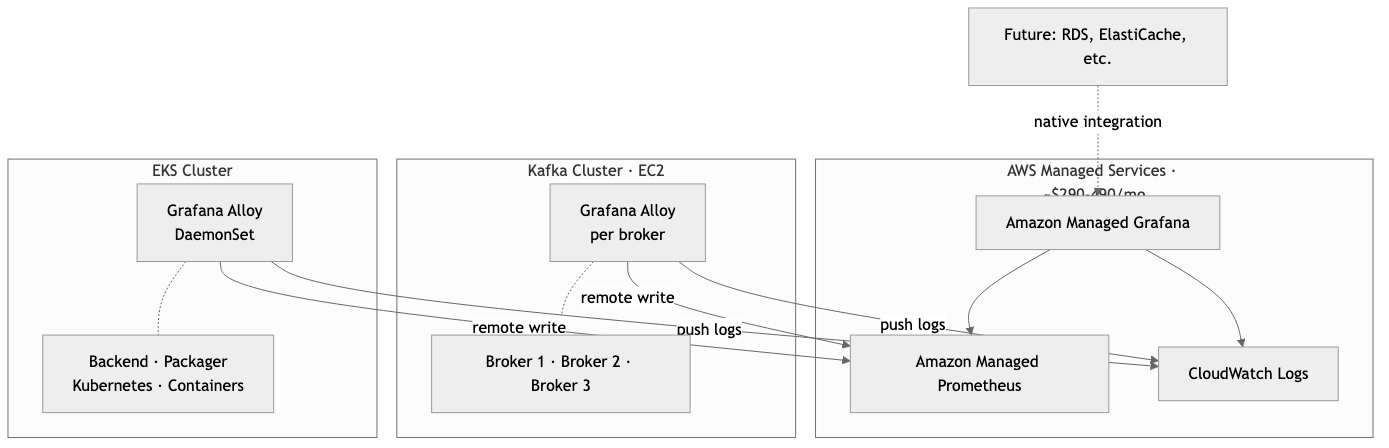 Future: RDS, ElastiCache,
etc.
native integration
EKS Cluster
Grafana Alloy
DaemonSet
remote write
push logs
Backend · Packager
Kubernetes · Containers
Kafka Cluster · EC2
Grafana Alloy
per broker
remote write
push logs
Broker 1 · Broker 2 ·
Broker 3
AWS Managed Services ·
Amazon Managed Grafana
Amazon Managed
Prometheus
CloudWatch Logs